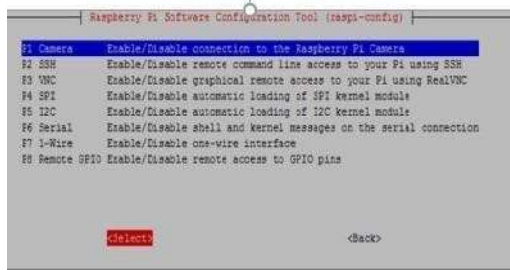 Raspberry Pi Software Configuration Tool (raspi-config)
P1 Camera Enable/Disable connection to the Raspberry Pi Camera
P2 SSH Enable/Disable remote command line access to your Pi using SSH
P3 VNC Enable/Disable graphical remote access to your Pi using RealVNC
P4 SPI Enable/Disable automatic loading of SPI kernel module
P5 I2C Enable/Disable automatic loading of I2C kernel module
P6 Serial Enable/Disable shell and kernel messages on the serial connection
P7 1-Wire Enable/Disable one-wire interface
P8 Remote GPIO Enable/Disable remote access to GPIO pins
<Select> <Back>